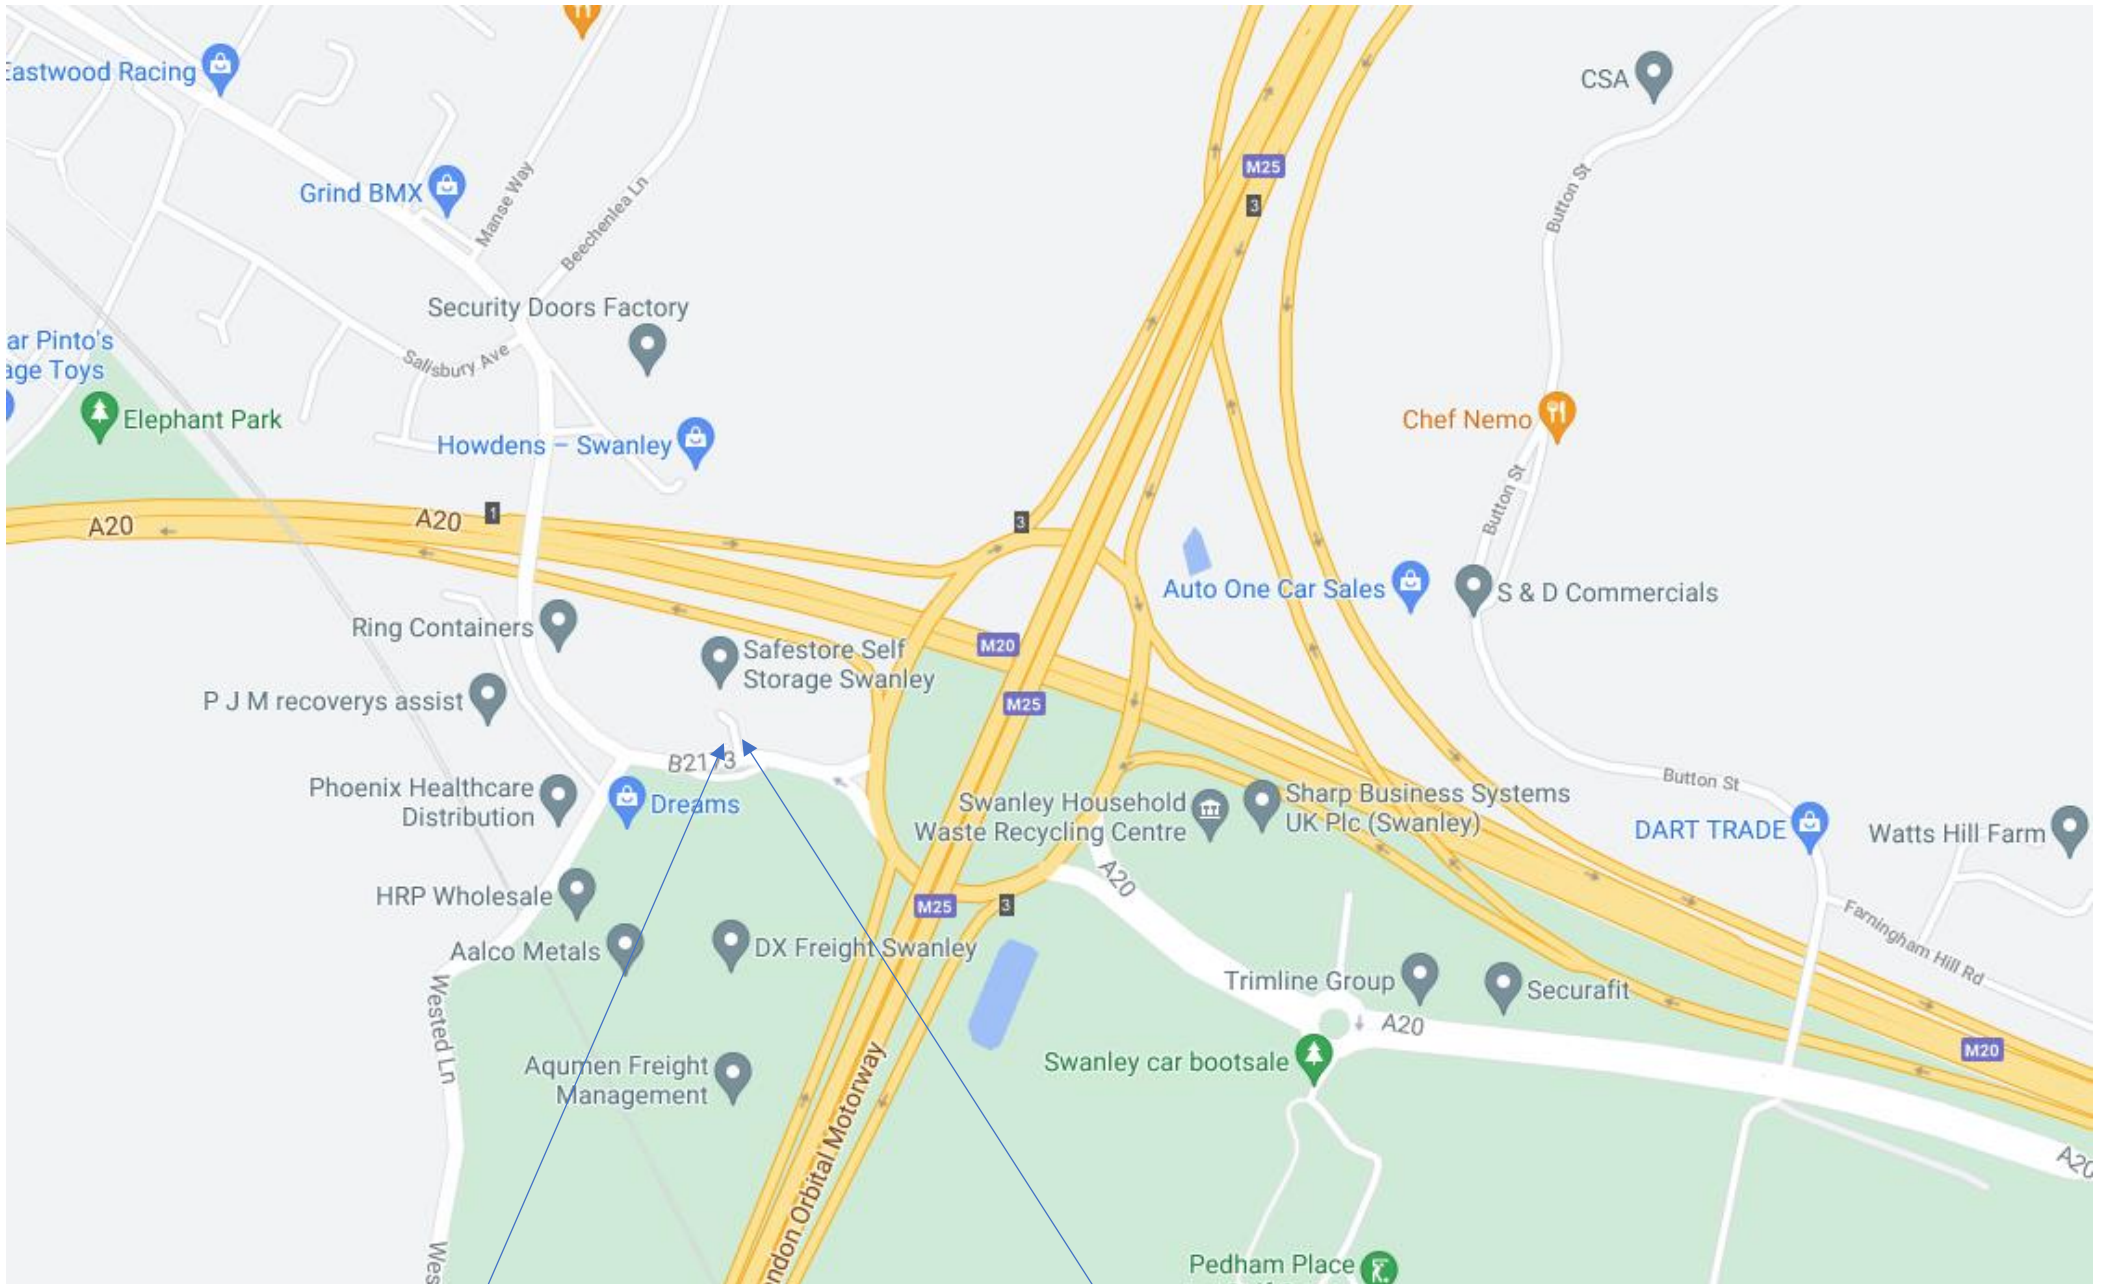 Eastwood Racing
CSA
M25
3
Grind BMX
Manse Way
Beechenlea Ln
Button St
Security Doors Factory
ar Pinto's
age Toys
Salisbury Ave
Elephant Park
Chef Nemo
Howdens – Swanley
Button St
A20
A20
1
3
Auto One Car Sales
S & D Commercials
Ring Containers
M20
Safestore Self
Storage Swanley
P J M recoverys assist
M25
B2173
Button St
Phoenix Healthcare
Distribution
Dreams
Swanley Household
Waste Recycling Centre
Sharp Business Systems
UK Plc (Swanley)
DART TRADE
Watts Hill Farm
A20
HRP Wholesale
M25
3
Farningham Hill Rd
Aalco Metals
DX Freight Swanley
Trimline Group
Securafit
Wested Ln
A20
Swanley car bootsale
M20
Aqumen Freight
Management
ndon Orbital Motorway
A20
Wes
Pedham Place